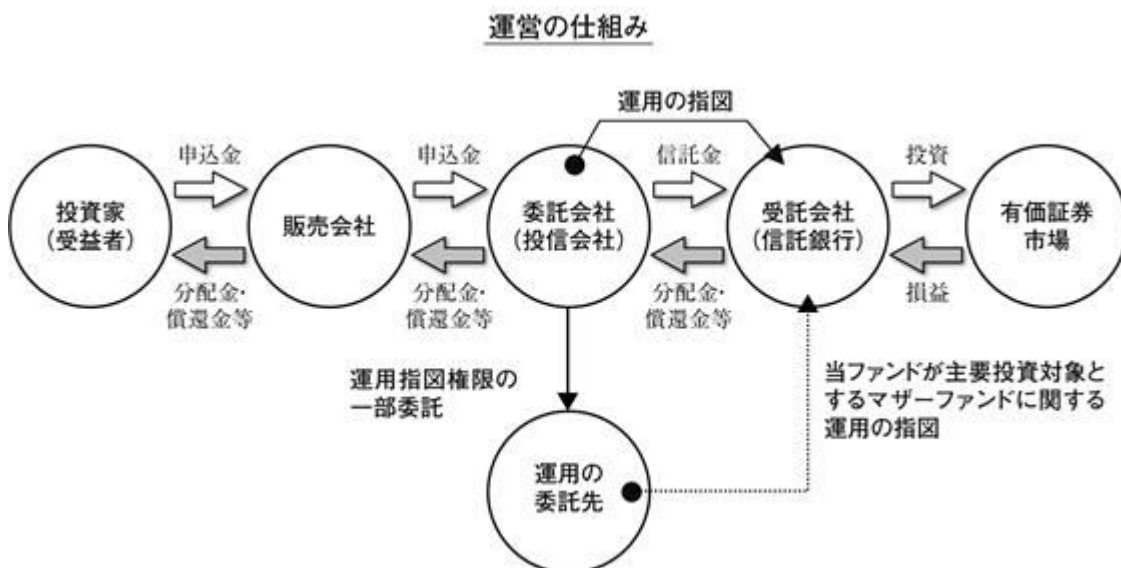 運営の仕組み
運用の指図
申込金
申込金
信託金
投資
投資家
（受益者）
販売会社
委託会社
（投信会社）
受託会社
（信託銀行）
有価証券
市場
分配金・
償還金等
分配金・
償還金等
分配金・
償還金等
損益
運用指図権限の
一部委託
当ファンドが主要投資対象と
するマザーファンドに関する
運用の指図
運用の
委託先